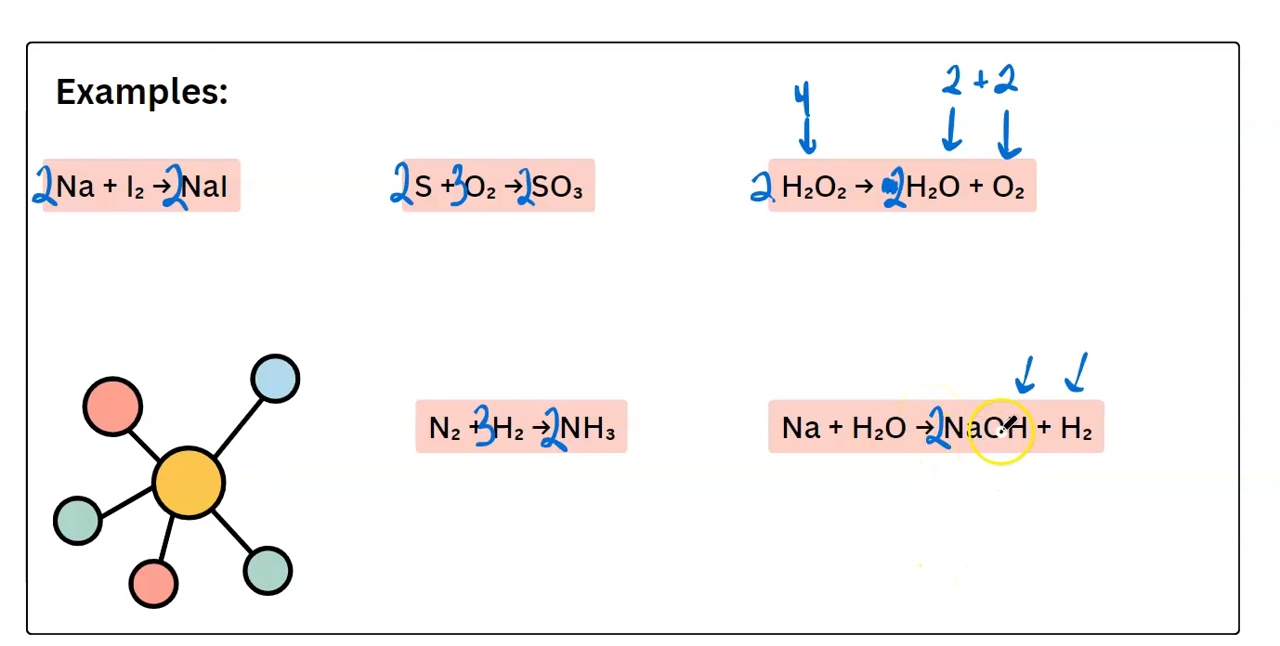 Examples:
4
2 + 2
2Na + I₂ → 2NaI
2S + 3O₂ → 2SO₃
2 H₂O₂ → 2H₂O + O₂
N₂ + 3H₂ → 2NH₃
Na + H₂O → 2NaOH + H₂